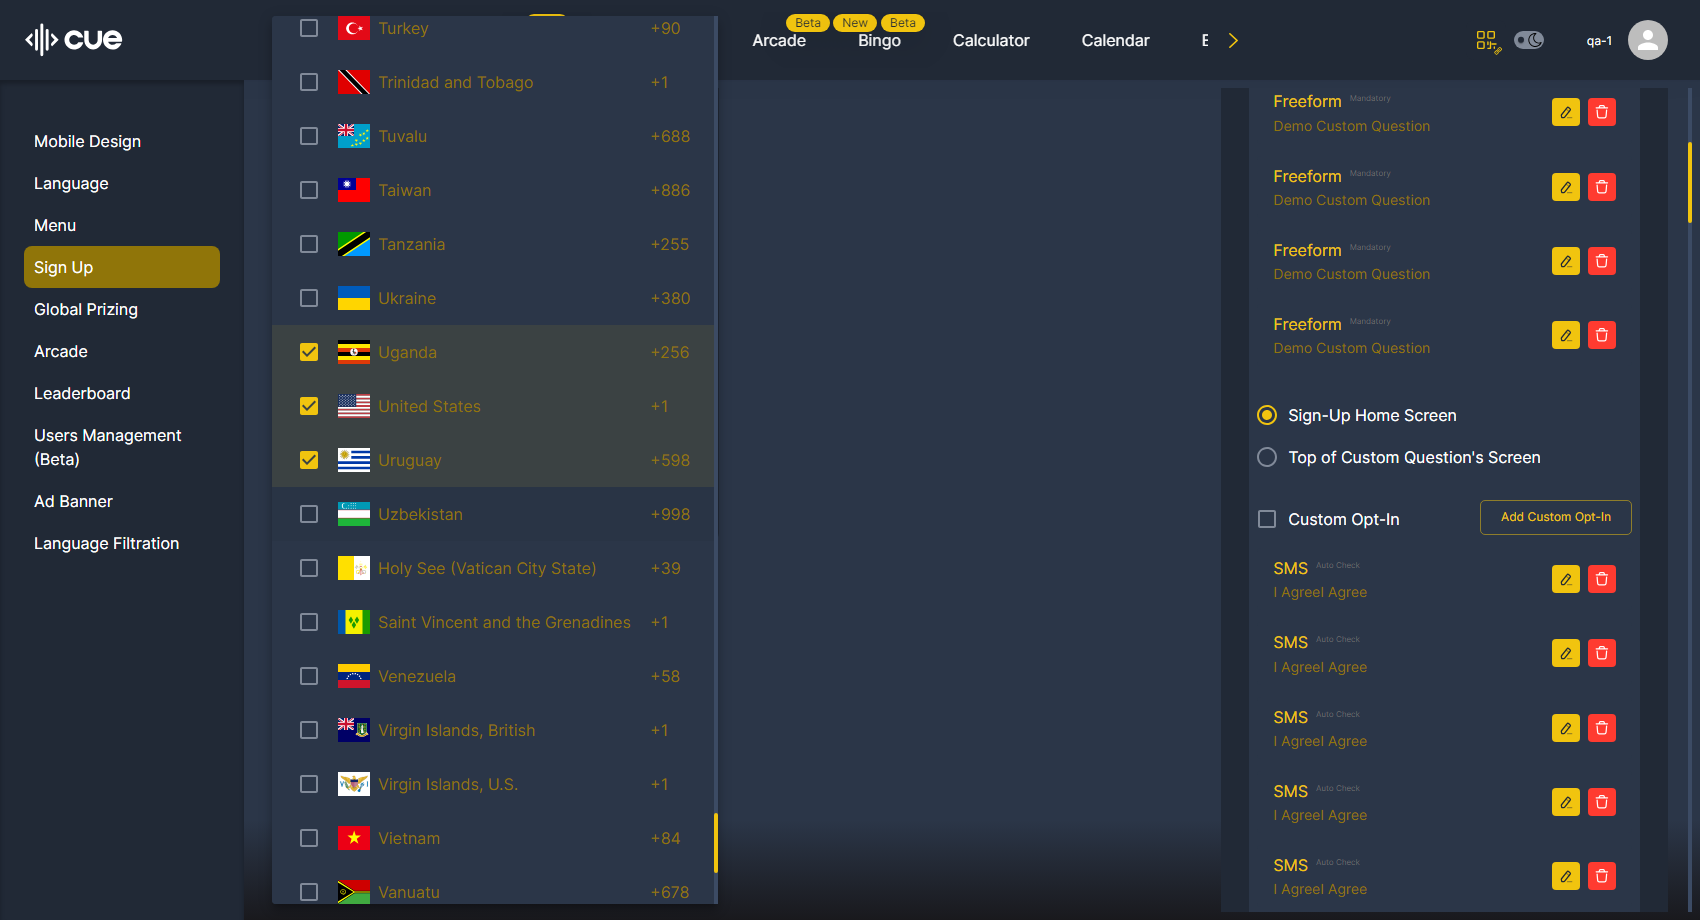 cue
Beta
New
Beta
Arcade
Bingo
Calculator
Calendar
qa-1
Mobile Design
Language
Menu
Sign Up
Global Prizing
Arcade
Leaderboard
Users Management
(Beta)
Ad Banner
Language Filtration
Turkey +90
Trinidad and Tobago +1
Tuvalu +688
Taiwan +886
Tanzania +255
Ukraine +380
Uganda +256
United States +1
Uruguay +598
Uzbekistan +998
Holy See (Vatican City State) +39
Saint Vincent and the Grenadines +1
Venezuela +58
Virgin Islands, British +1
Virgin Islands, U.S. +1
Vietnam +84
Vanuatu +678
Freeform Mandatory
Demo Custom Question
Freeform Mandatory
Demo Custom Question
Freeform Mandatory
Demo Custom Question
Freeform Mandatory
Demo Custom Question
Sign-Up Home Screen
Top of Custom Question's Screen
Custom Opt-In
Add Custom Opt-In
SMS Auto Check
I AgreeI Agree
SMS Auto Check
I AgreeI Agree
SMS Auto Check
I AgreeI Agree
SMS Auto Check
I AgreeI Agree
SMS Auto Check
I AgreeI Agree